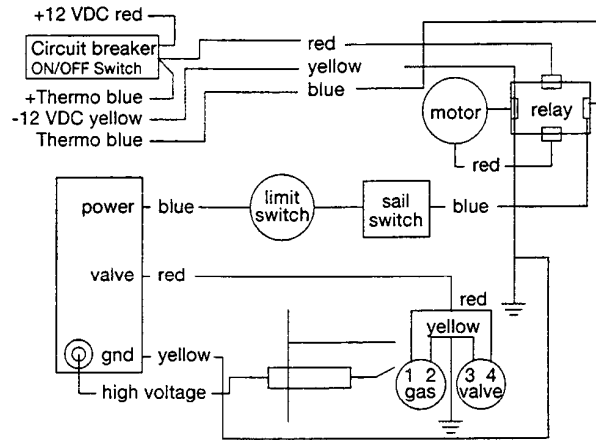 +12 VDC red
Circuit breaker
ON/OFF Switch
red
yellow
+Thermo blue
blue
-12 VDC yellow
Thermo blue
motor
relay
red
power
blue
limit
switch
sail
switch
blue
valve
red
red
yellow
gnd
yellow
1 2
gas
3 4
valve
high voltage